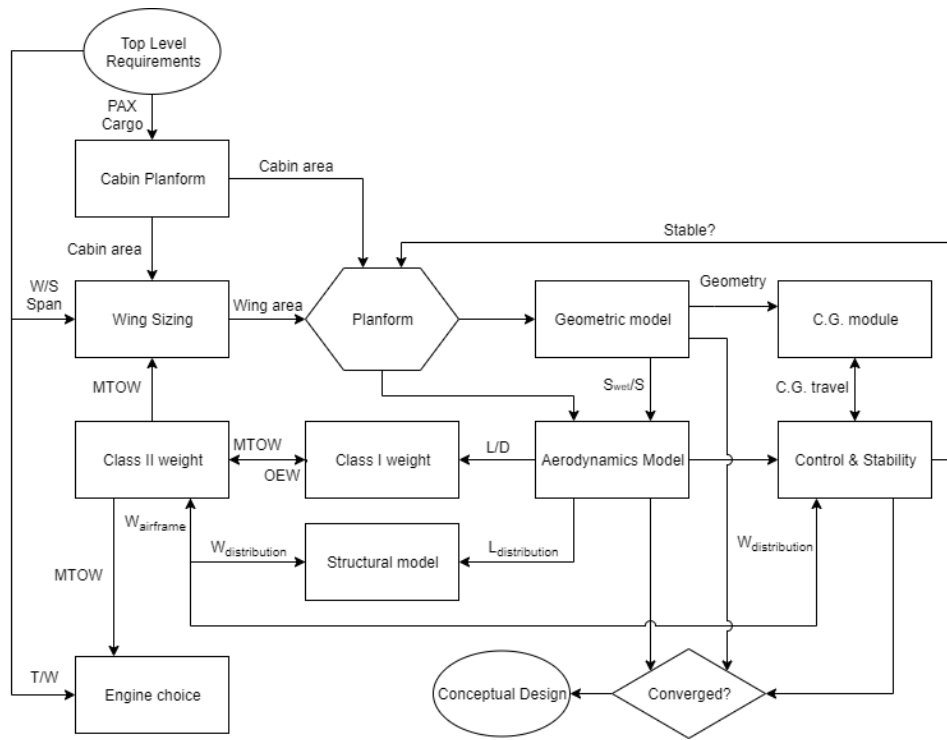 Top Level
Requirements
PAX
Cargo
Cabin Planform
Cabin area
Cabin area
Stable?
W/S
Span
Wing Sizing
Wing area
Planform
Geometric model
Geometry
C.G. module
MTOW
Swet/S
C.G. travel
Class II weight
MTOW
OEW
Class I weight
L/D
Aerodynamics Model
Control & Stability
Wairframe
Wdistribution
Structural model
Ldistribution
Wdistribution
MTOW
T/W
Engine choice
Conceptual Design
Converged?